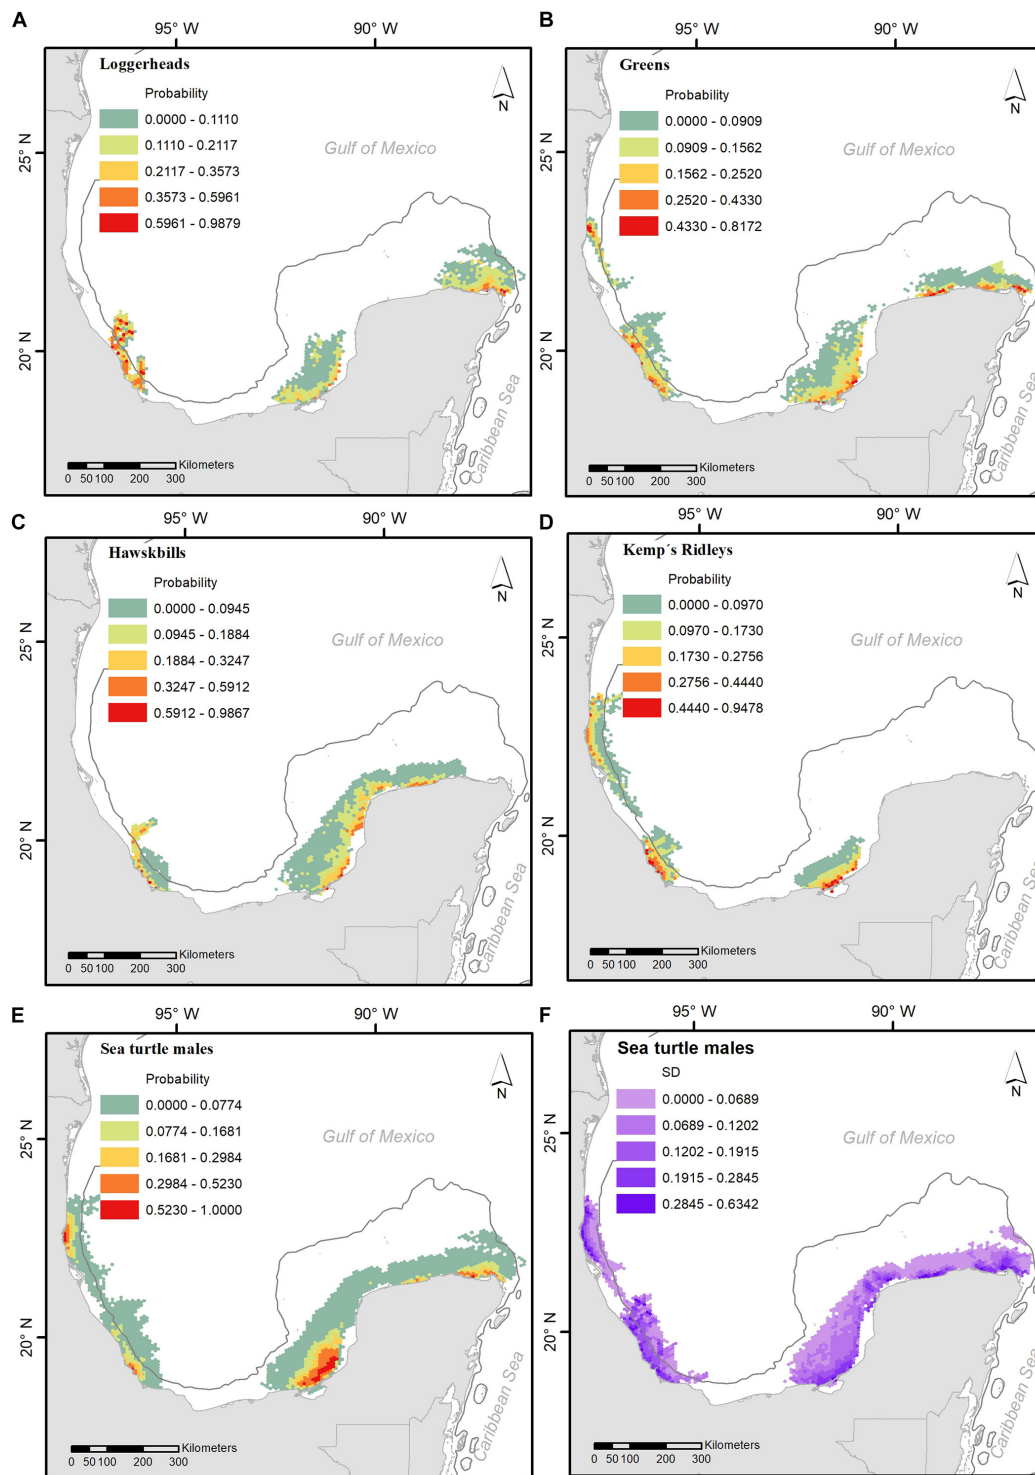 A
95° W
90° W
Loggerheads
Probability
0.0000 - 0.1110
0.1110 - 0.2117
0.2117 - 0.3573
0.3573 - 0.5961
0.5961 - 0.9879
N
Gulf of Mexico
25° N
20° N
Caribbean Sea
Kilometers
0 50 100 200 300
B
95° W
90° W
Greens
Probability
0.0000 - 0.0909
0.0909 - 0.1562
0.1562 - 0.2520
0.2520 - 0.4330
0.4330 - 0.8172
N
Gulf of Mexico
25° N
20° N
Caribbean Sea
Kilometers
0 50 100 200 300
C
95° W
90° W
Hawskbills
Probability
0.0000 - 0.0945
0.0945 - 0.1884
0.1884 - 0.3247
0.3247 - 0.5912
0.5912 - 0.9867
N
Gulf of Mexico
25° N
20° N
Caribbean Sea
Kilometers
0 50 100 200 300
D
95° W
90° W
Kemp´s Ridleys
Probability
0.0000 - 0.0970
0.0970 - 0.1730
0.1730 - 0.2756
0.2756 - 0.4440
0.4440 - 0.9478
N
Gulf of Mexico
25° N
20° N
Caribbean Sea
Kilometers
0 50 100 200 300
E
95° W
90° W
Sea turtle males
Probability
0.0000 - 0.0774
0.0774 - 0.1681
0.1681 - 0.2984
0.2984 - 0.5230
0.5230 - 1.0000
N
Gulf of Mexico
25° N
20° N
Caribbean Sea
Kilometers
0 50 100 200 300
F
95° W
90° W
Sea turtle males
SD
0.0000 - 0.0689
0.0689 - 0.1202
0.1202 - 0.1915
0.1915 - 0.2845
0.2845 - 0.6342
N
Gulf of Mexico
25° N
20° N
Caribbean Sea
Kilometers
0 50 100 200 300